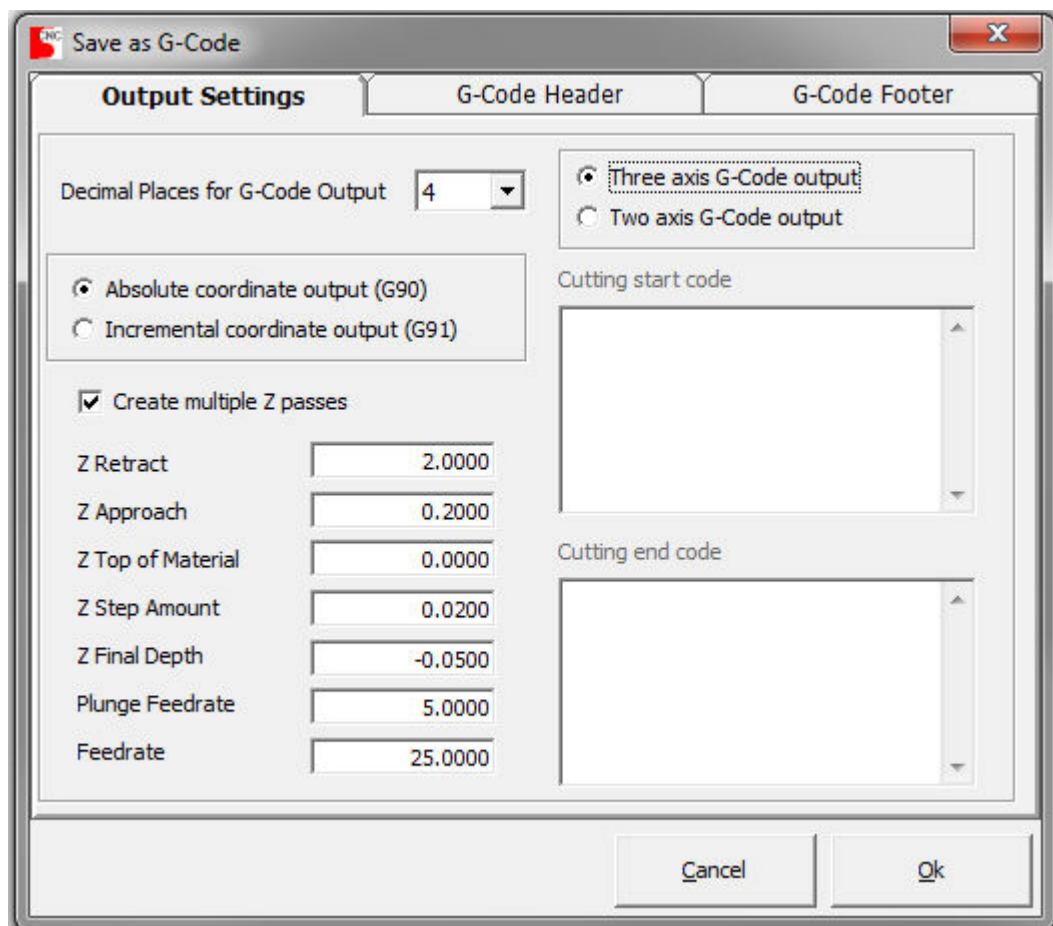 CNC
Save as G-Code
Output Settings
G-Code Header
G-Code Footer
Decimal Places for G-Code Output
4
Three axis G-Code output
Two axis G-Code output
Absolute coordinate output (G90)
Incremental coordinate output (G91)
Cutting start code
Create multiple Z passes
Z Retract
2.0000
Z Approach
0.2000
Z Top of Material
0.0000
Z Step Amount
0.0200
Z Final Depth
-0.0500
Plunge Feedrate
5.0000
Feedrate
25.0000
Cutting end code
Cancel
Ok